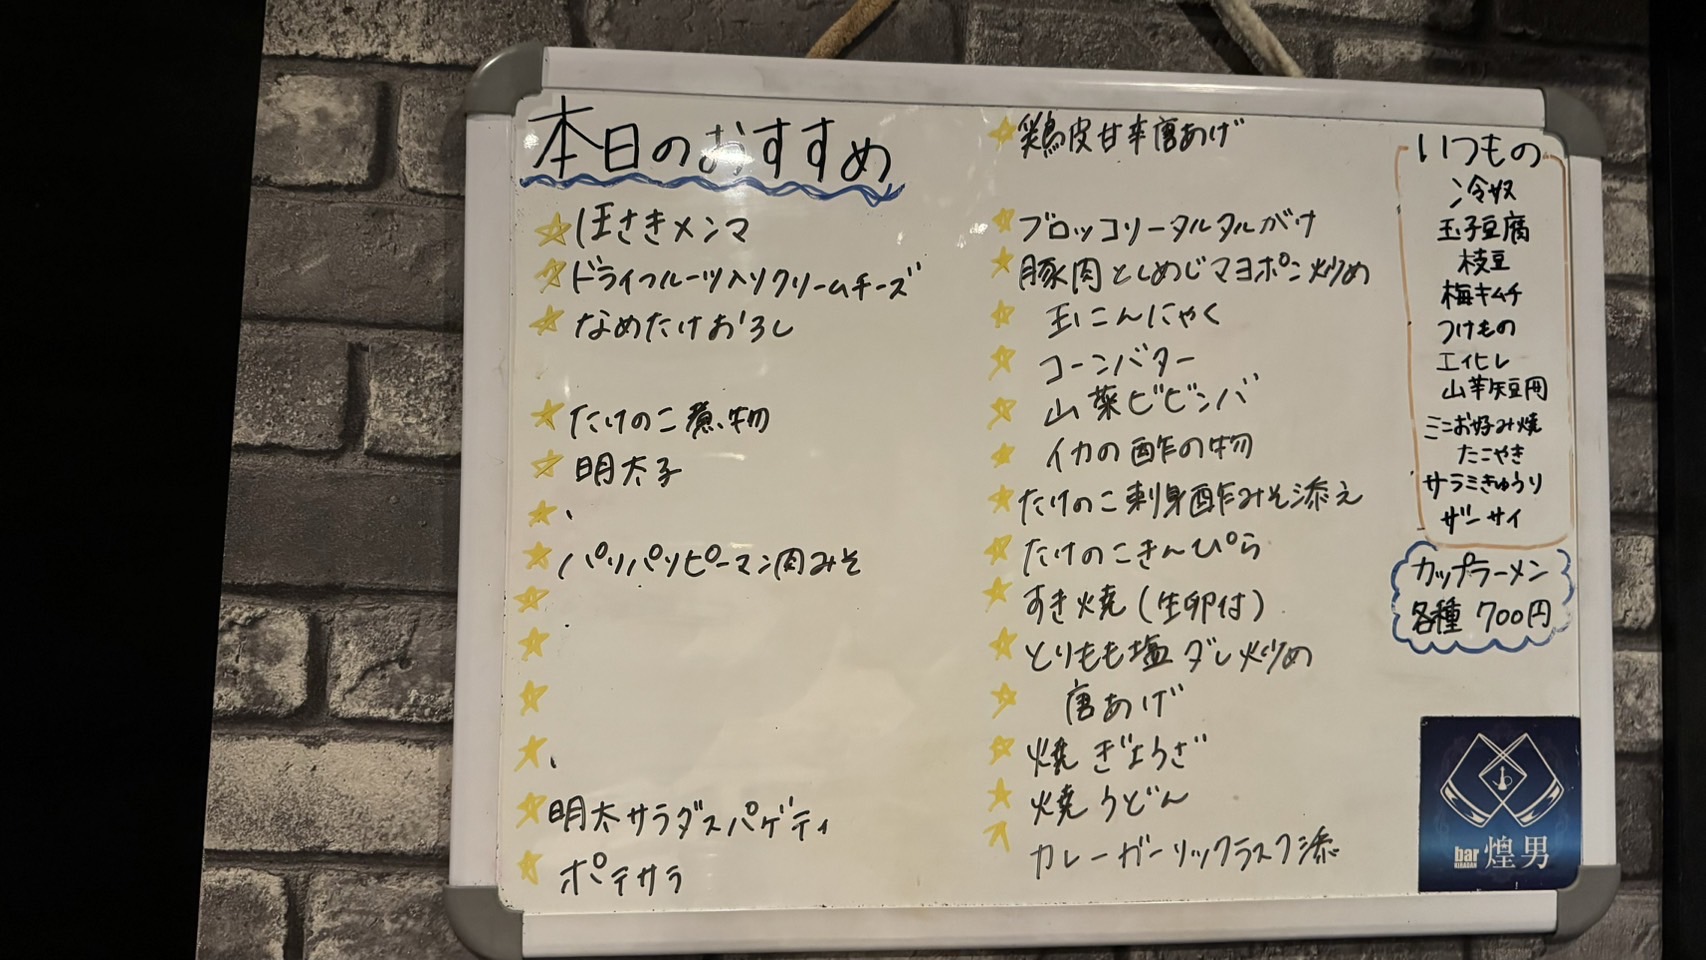 本日のおすすめ
ほさきメンマ
ドライフルーツ入りクリームチーズ
なめたけおろし
たけのこ煮物
明太子
パリパリピーマン肉みそ
明太サラダスパゲティ
ポテサラ
鶏皮甘辛唐あげ
ブロッコリータルタルがけ
豚肉としめじマヨポン炒め
玉こんにゃく
コーンバター
山菜ビビンバ
イカの酢の物
たけのこ刺身酢みそ添え
たけのこきんぴら
すき焼(生卵付)
とりもも塩ダレ炒め
唐あげ
焼ぎょうざ
焼うどん
カレーガーリックラスク添
いつもの
冷奴
玉子豆腐
枝豆
梅キムチ
つけもの
エイヒレ
ミニお好み焼
たこやき
サラミきゅうり
ザーサイ
カップラーメン
各種 700円
bar 煌男